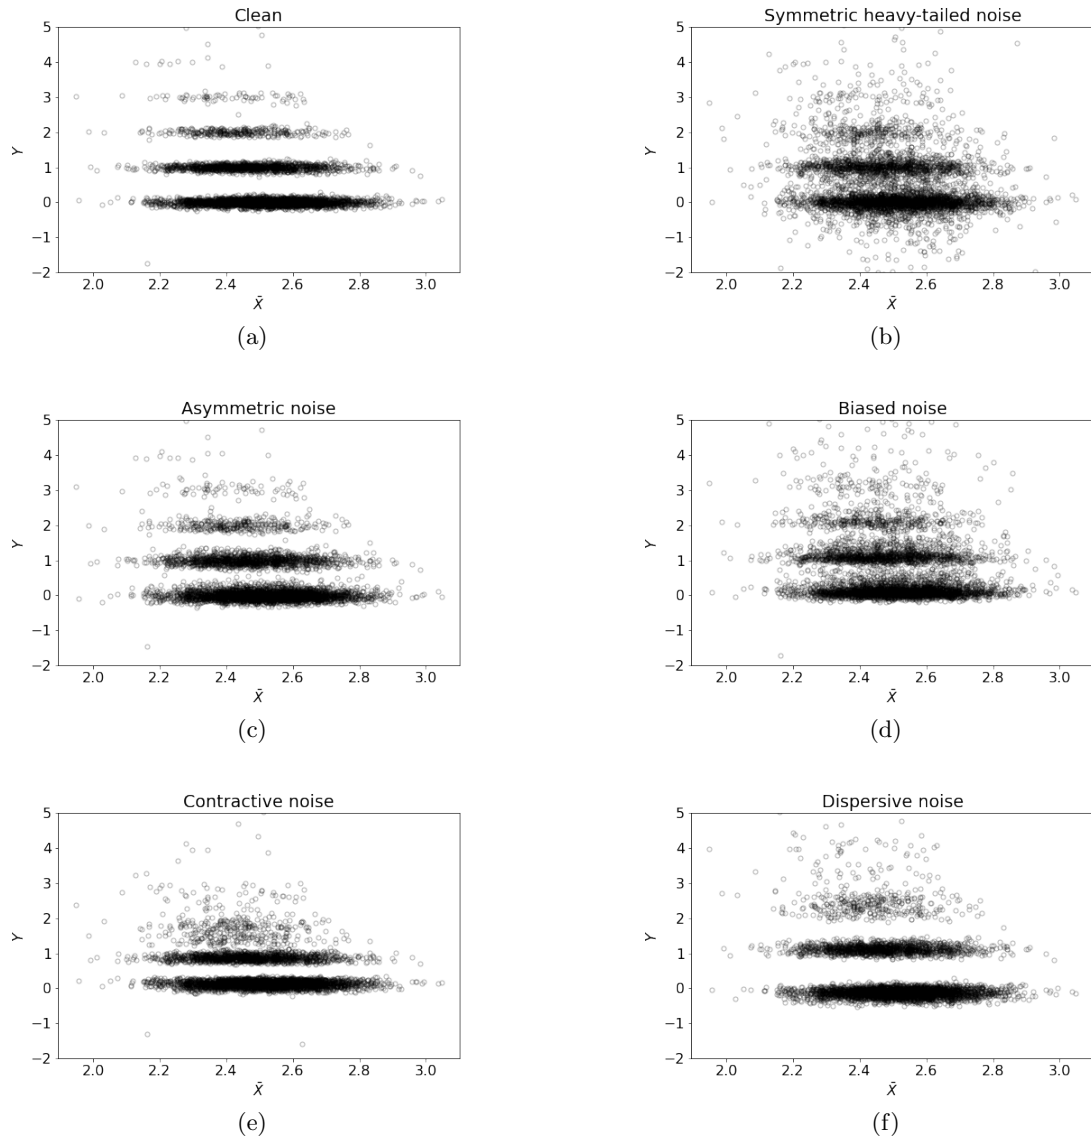 Clean
5
4
3
2
1
0
−1
−2
Y
2.0 2.2 2.4 2.6 2.8 3.0
X̄
(a)
Symmetric heavy-tailed noise
5
4
3
2
1
0
−1
−2
Y
2.0 2.2 2.4 2.6 2.8 3.0
X̄
(b)
Asymmetric noise
5
4
3
2
1
0
−1
−2
Y
2.0 2.2 2.4 2.6 2.8 3.0
X̄
(c)
Biased noise
5
4
3
2
1
0
−1
−2
Y
2.0 2.2 2.4 2.6 2.8 3.0
X̄
(d)
Contractive noise
5
4
3
2
1
0
−1
−2
Y
2.0 2.2 2.4 2.6 2.8 3.0
X̄
(e)
Dispersive noise
5
4
3
2
1
0
−1
−2
Y
2.0 2.2 2.4 2.6 2.8 3.0
X̄
(f)